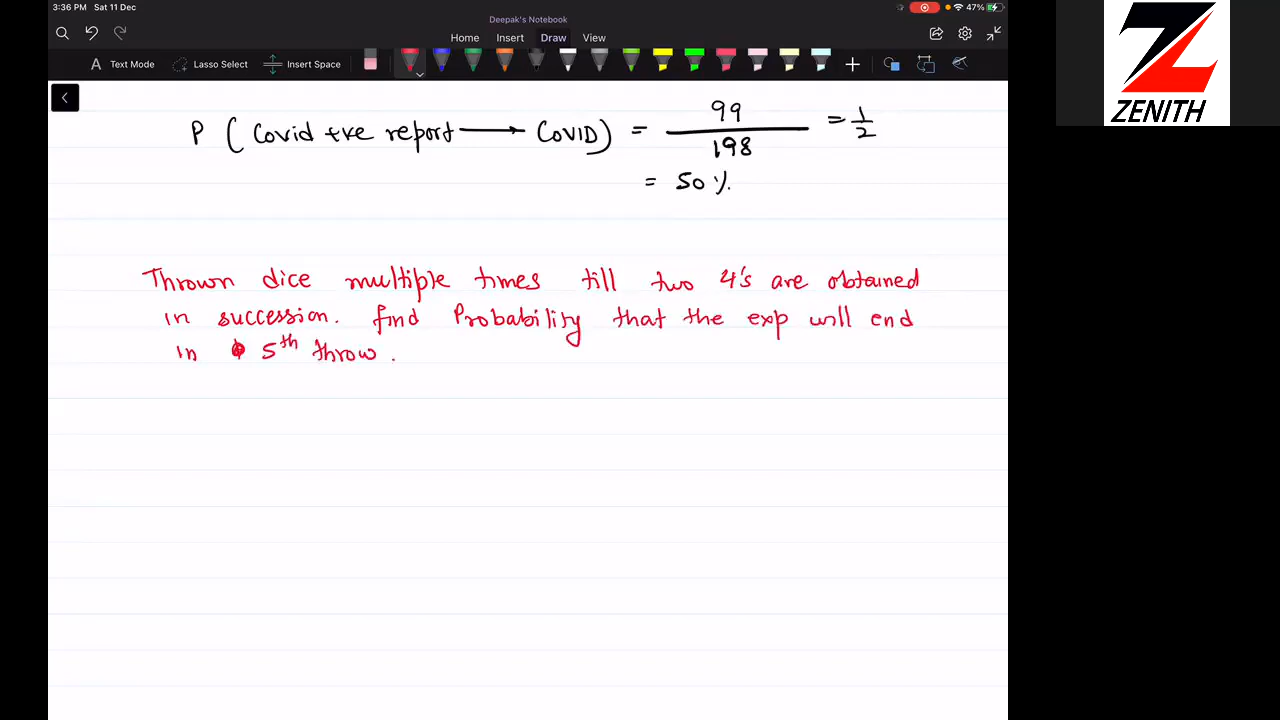 3:36 PM Sat 11 Dec
47%
Deepak's Notebook
Home Insert Draw View
Text Mode Lasso Select Insert Space
ZENITH
P (Covid +ve report → COVID) = 99/198 = 1/2
= 50%
Thrown dice multiple times till two 4's are obtained
in succession. find Probability that the exp will end
in 5th throw.